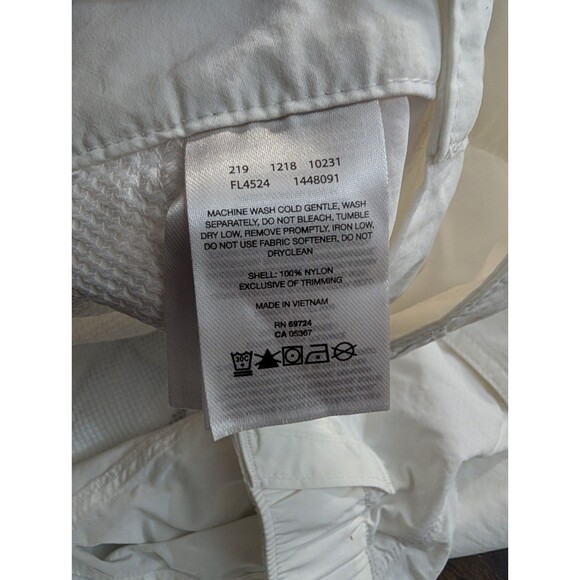 219 1218 10231
FL4524 1448091
MACHINE WASH COLD GENTLE, WASH
SEPARATELY, DO NOT BLEACH, TUMBLE
DRY LOW, REMOVE PROMPTLY, IRON LOW,
DO NOT USE FABRIC SOFTENER, DO NOT
DRYCLEAN
SHELL: 100% NYLON
EXCLUSIVE OF TRIMMING
MADE IN VIETNAM
RN 69724
CA 05367
30C